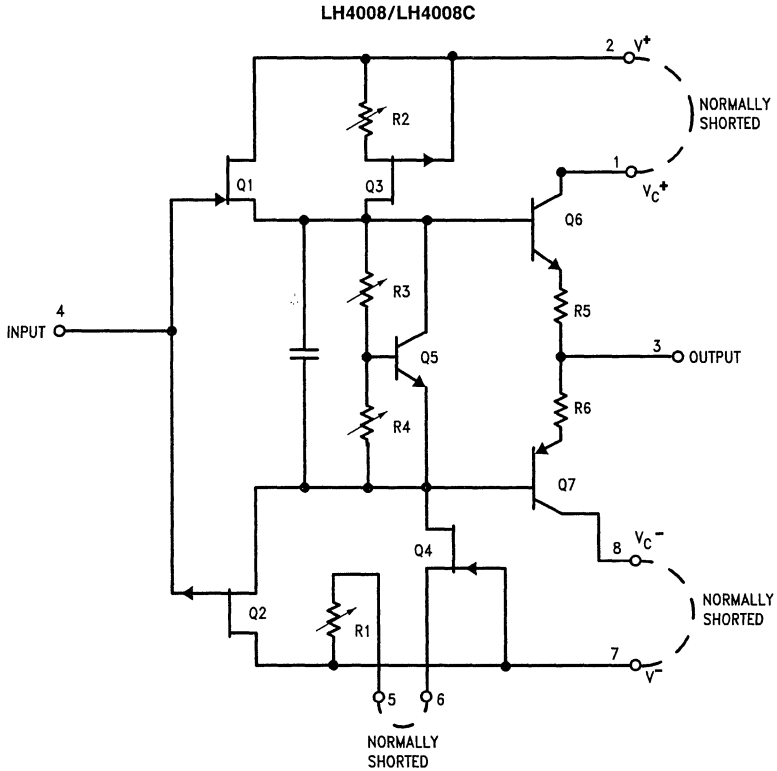 LH4008/LH4008C
2 V+
NORMALLY
SHORTED
R2
1
VC+
Q1
Q3
Q6
4
INPUT
R3
R5
3
OUTPUT
Q5
R4
R6
Q7
Q4
8
VC−
NORMALLY
SHORTED
Q2
R1
7
V−
5
6
NORMALLY
SHORTED